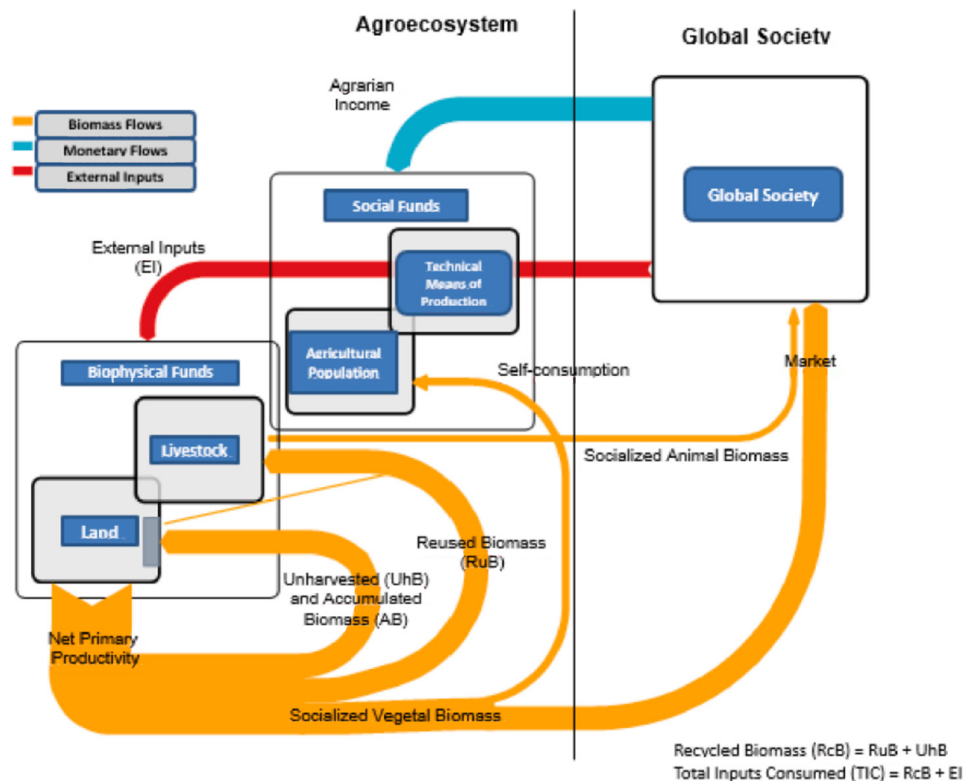 Agroecosystem
Global Society
Agrarian
Income
Biomass Flows
Monetary Flows
External Inputs
Social Funds
Global Society
External Inputs
(EI)
Technical
Means of
Production
Agricultural
Population
Self-consumption
Market
Biophysical Funds
Livestock
Socialized Animal Biomass
Land
Reused Biomass
(RuB)
Unharvested (UhB)
and Accumulated
Biomass (AB)
Net Primary
Productivity
Socialized Vegetal Biomass
Recycled Biomass (RcB) = RuB + UhB
Total Inputs Consumed (TIC) = RcB + EI